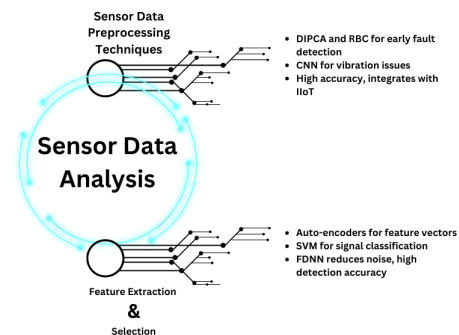 Sensor Data
Preprocessing
Techniques
• DIPCA and RBC for early fault
detection
• CNN for vibration issues
• High accuracy, integrates with
IIoT
Sensor Data
Analysis
• Auto-encoders for feature vectors
• SVM for signal classification
• FDNN reduces noise, high
detection accuracy
Feature Extraction
&
Selection